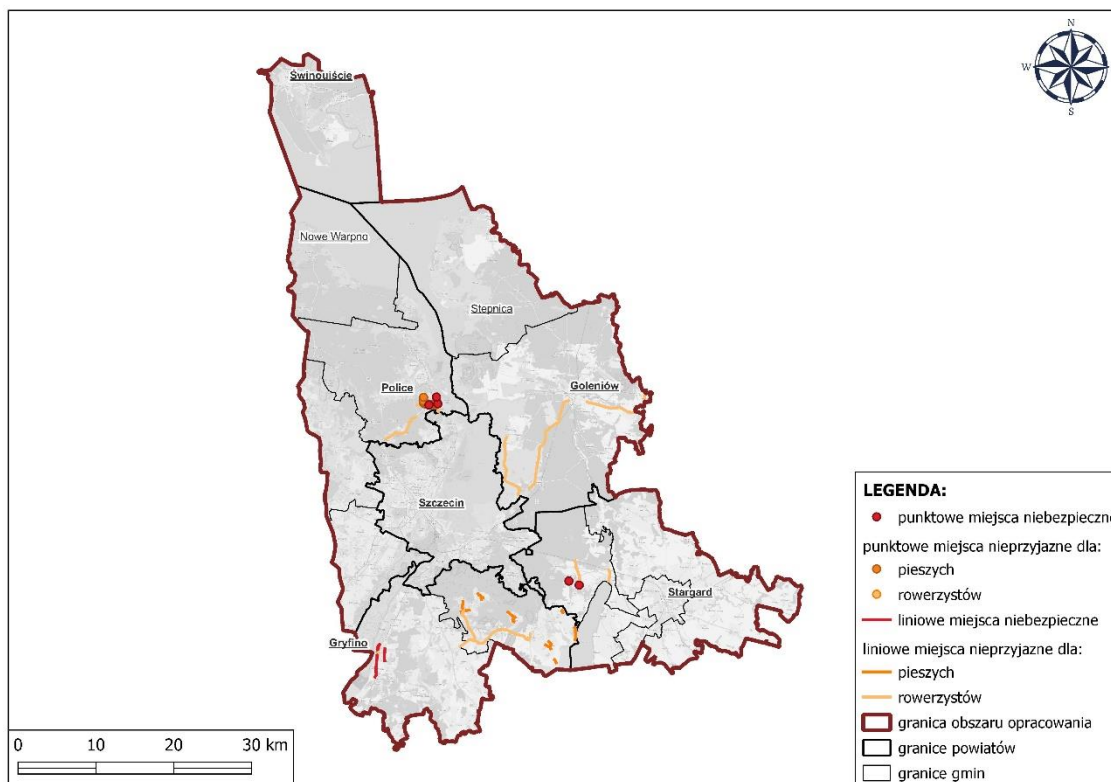 N
W
S
Świnoujście
Nowe Warpno
Stepnica
Police
Goleniów
Szczecin
Stargard
Gryfino
LEGENDA:
punktowe miejsca niebezpieczne
punktowe miejsca nieprzyjazne dla:
pieszych
rowerzystów
liniowe miejsca niebezpieczne
liniowe miejsca nieprzyjazne dla:
pieszych
rowerzystów
granica obszaru opracowania
granice powiatów
granice gmin
0 10 20 30 km